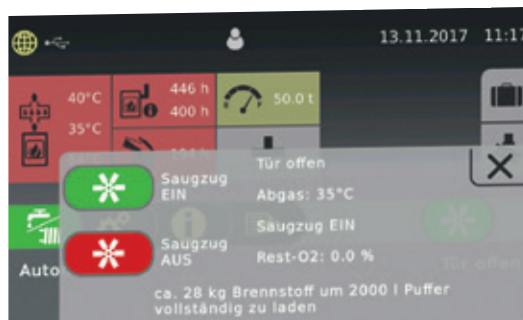 13.11.2017 11:17
40°C
35°C
446 h
400 h
50.0 t
Tür offen
Saugzug
EIN
Abgas: 35°C
Saugzug EIN
Saugzug
AUS
Rest-O2: 0.0 %
Auto
Tür offen
ca. 28 kg Brennstoff um 2000 l Puffer
vollständig zu laden